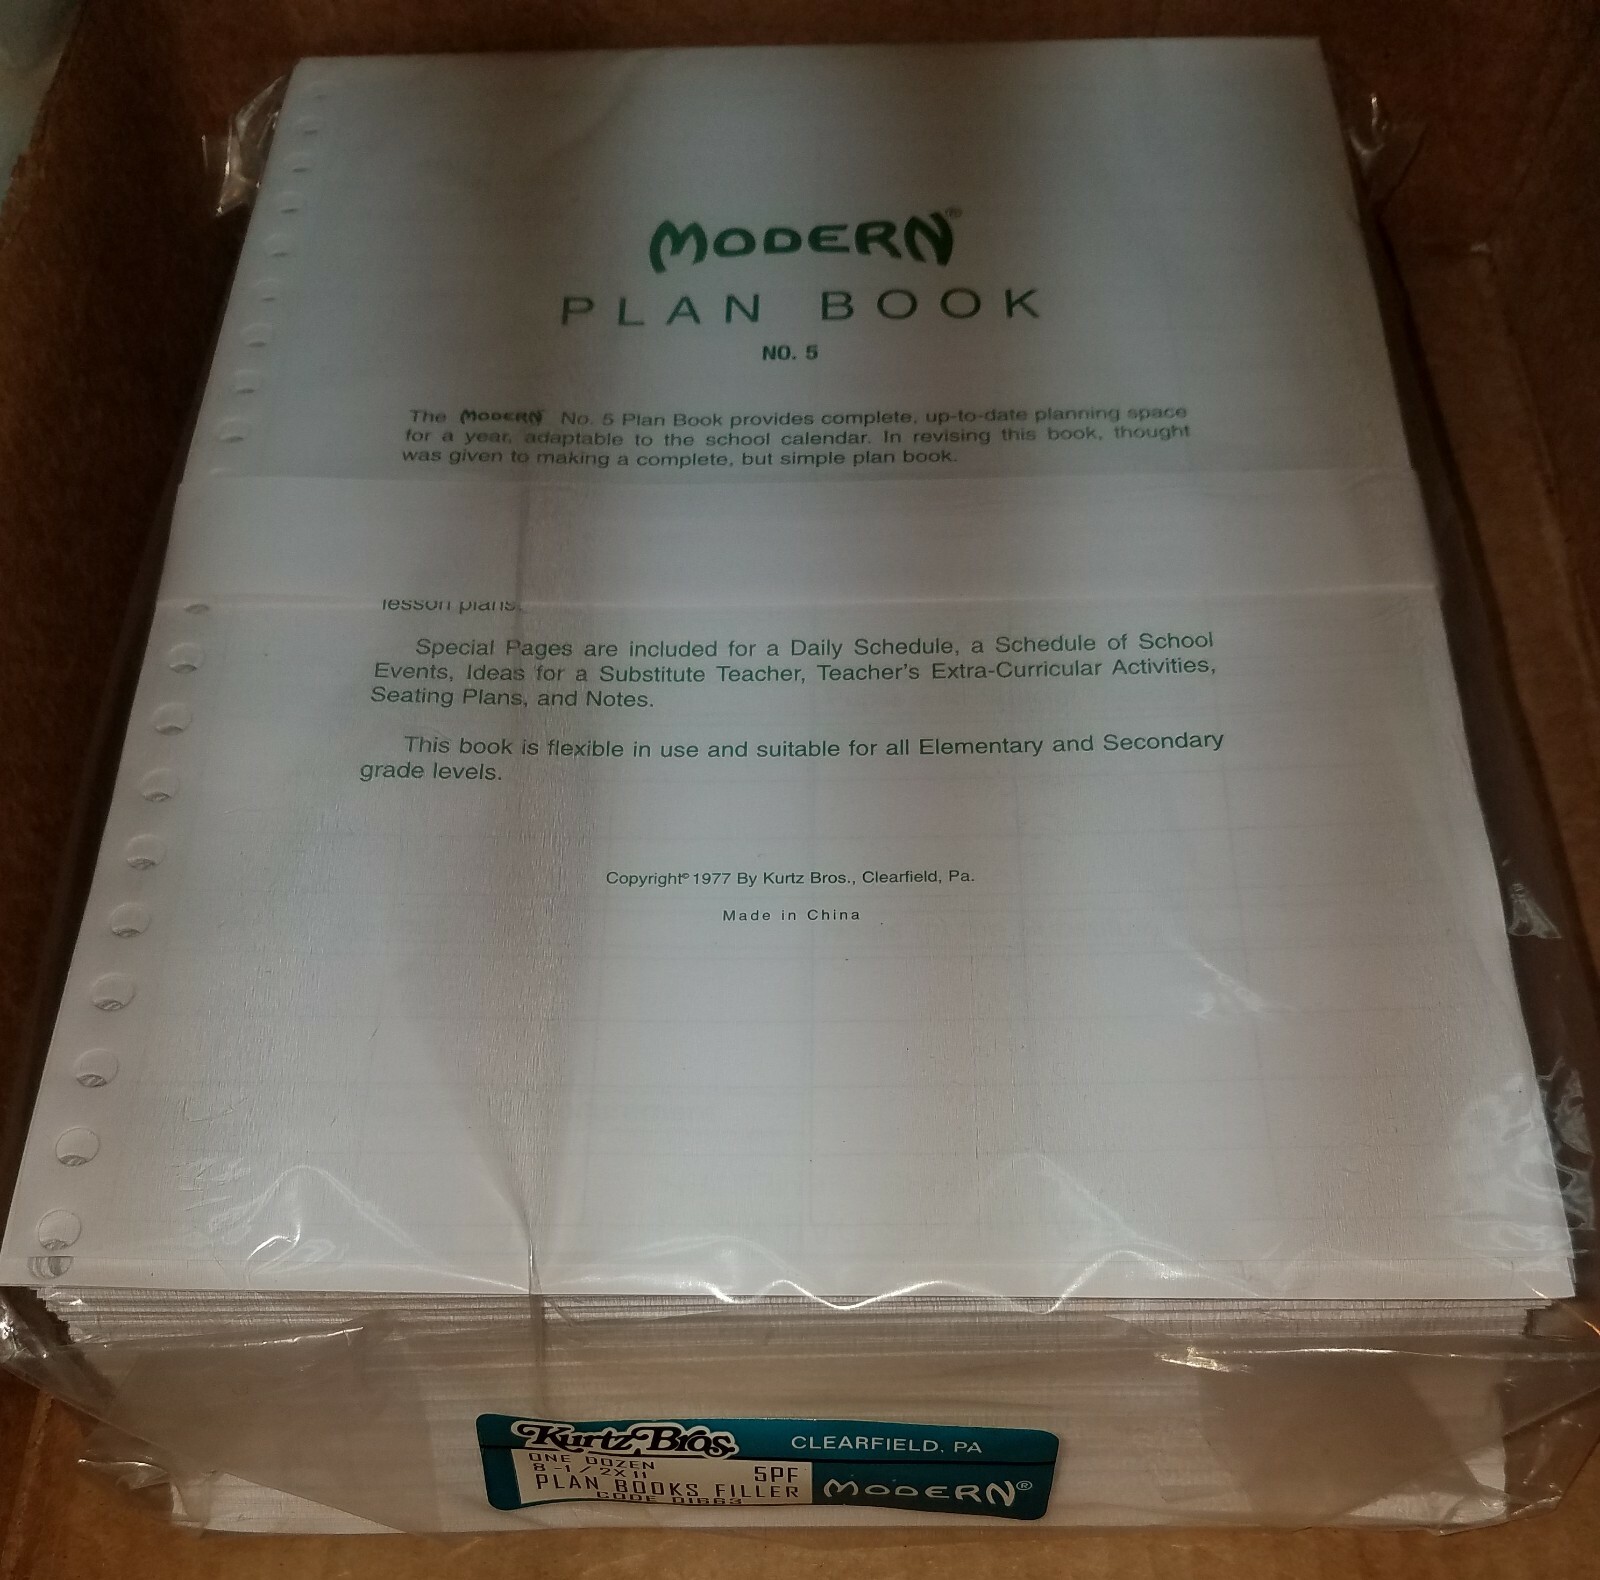 MODERN®
PLAN BOOK
NO. 5
The MODERN No. 5 Plan Book provides complete, up-to-date planning space
for a year, adaptable to the school calendar. In revising this book, thought
was given to making a complete, but simple plan book.
lesson plans.
Special Pages are included for a Daily Schedule, a Schedule of School
Events, Ideas for a Substitute Teacher, Teacher's Extra-Curricular Activities,
Seating Plans, and Notes.
This book is flexible in use and suitable for all Elementary and Secondary
grade levels.
Copyright© 1977 By Kurtz Bros., Clearfield, Pa.
Made in China
Kurtz Bros. CLEARFIELD, PA
ONE DOZEN
8-1/2X11 5PF
PLAN BOOKS FILLER MODERN®
CODE 01663